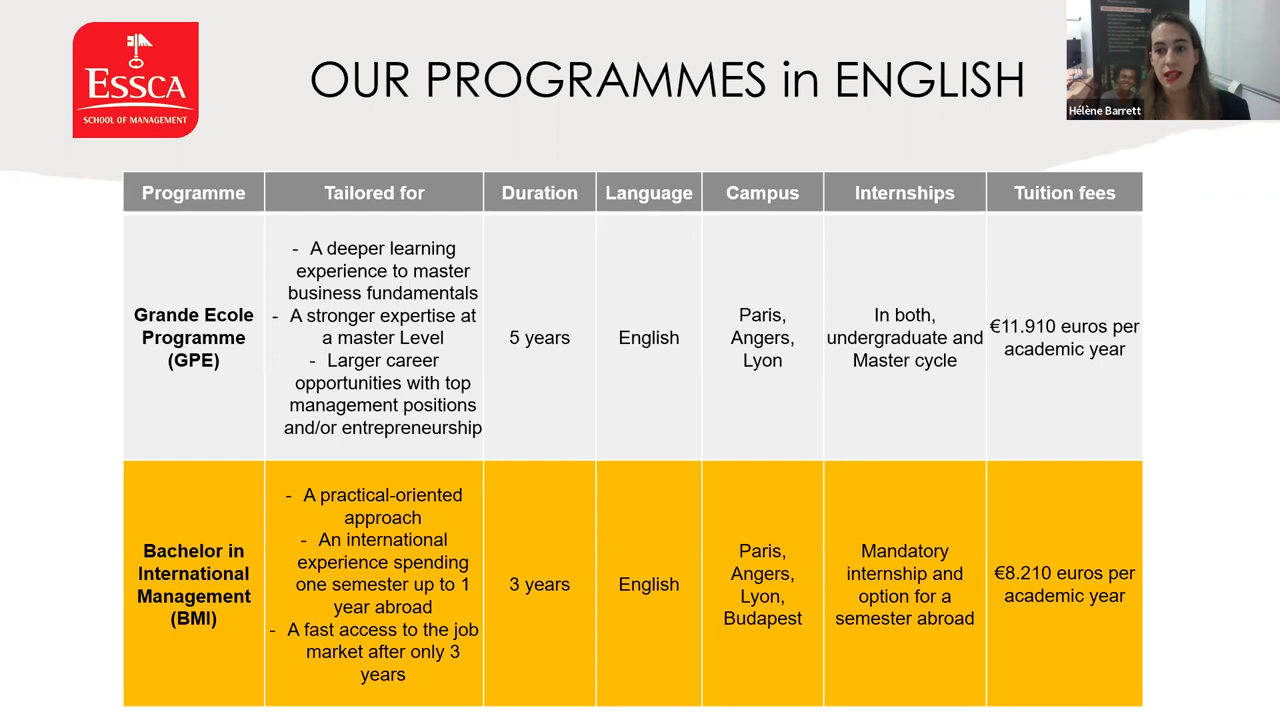 ESSCA
SCHOOL OF MANAGEMENT
OUR PROGRAMMES in ENGLISH
Hélène Barrett
Programme
Tailored for
Duration
Language
Campus
Internships
Tuition fees
Grande Ecole
Programme
(GPE)
- A deeper learning
experience to master
business fundamentals
- A stronger expertise at
a master Level
- Larger career
opportunities with top
management positions
and/or entrepreneurship
5 years
English
Paris,
Angers,
Lyon
In both,
undergraduate and
Master cycle
€11.910 euros per
academic year
Bachelor in
International
Management
(BMI)
- A practical-oriented
approach
- An international
experience spending
one semester up to 1
year abroad
- A fast access to the job
market after only 3
years
3 years
English
Paris,
Angers,
Lyon,
Budapest
Mandatory
internship and
option for a
semester abroad
€8.210 euros per
academic year